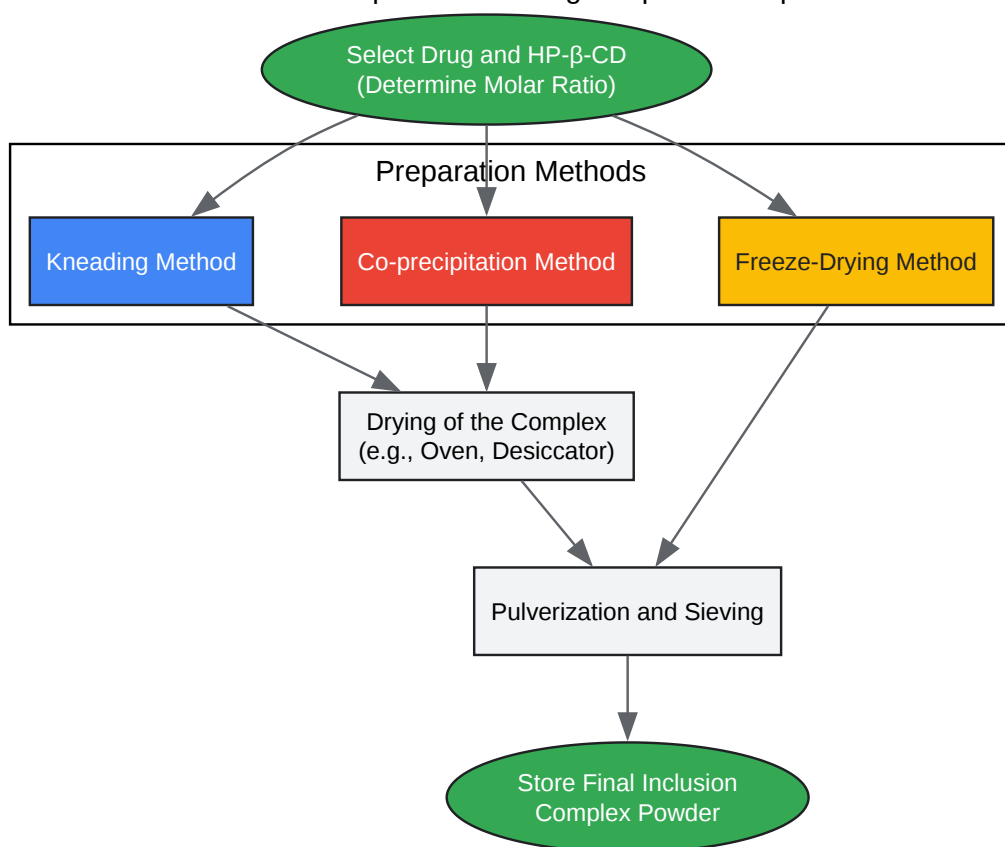 Select Drug and HP-β-CD
(Determine Molar Ratio)
Preparation Methods
Kneading Method
Co-precipitation Method
Freeze-Drying Method
Drying of the Complex
(e.g., Oven, Desiccator)
Pulverization and Sieving
Store Final Inclusion
Complex Powder